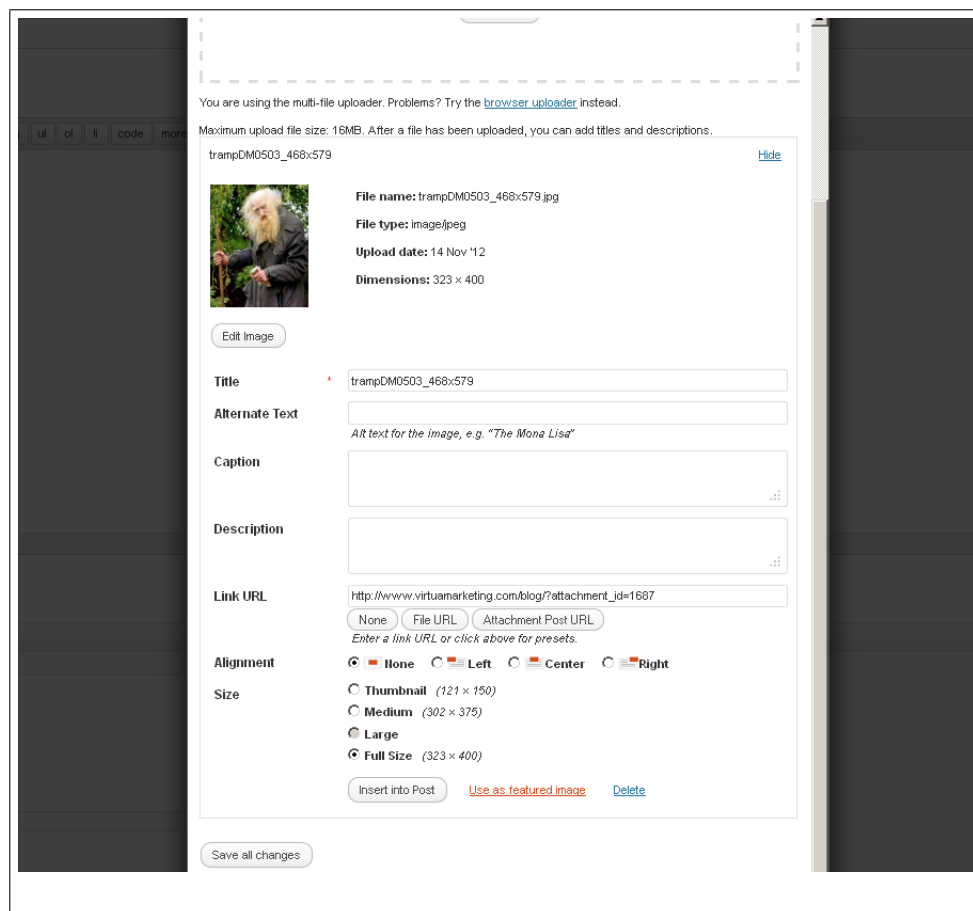 You are using the multi-file uploader. Problems? Try the browser uploader instead.
ul ol li code more
Maximum upload file size: 16MB. After a file has been uploaded, you can add titles and descriptions.
trampDM0503_468x579 Hide
File name: trampDM0503_468x579.jpg
File type: image/jpeg
Upload date: 14 Nov '12
Dimensions: 323 × 400
Edit Image
Title * trampDM0503_468x579
Alternate Text
Alt text for the image, e.g. "The Mona Lisa"
Caption
Description
Link URL http://www.virtuamarketing.com/blog/?attachment_id=1687
None File URL Attachment Post URL
Enter a link URL or click above for presets.
Alignment None Left Center Right
Size Thumbnail (121 × 150)
Medium (302 × 375)
Large
Full Size (323 × 400)
Insert into Post Use as featured image Delete
Save all changes